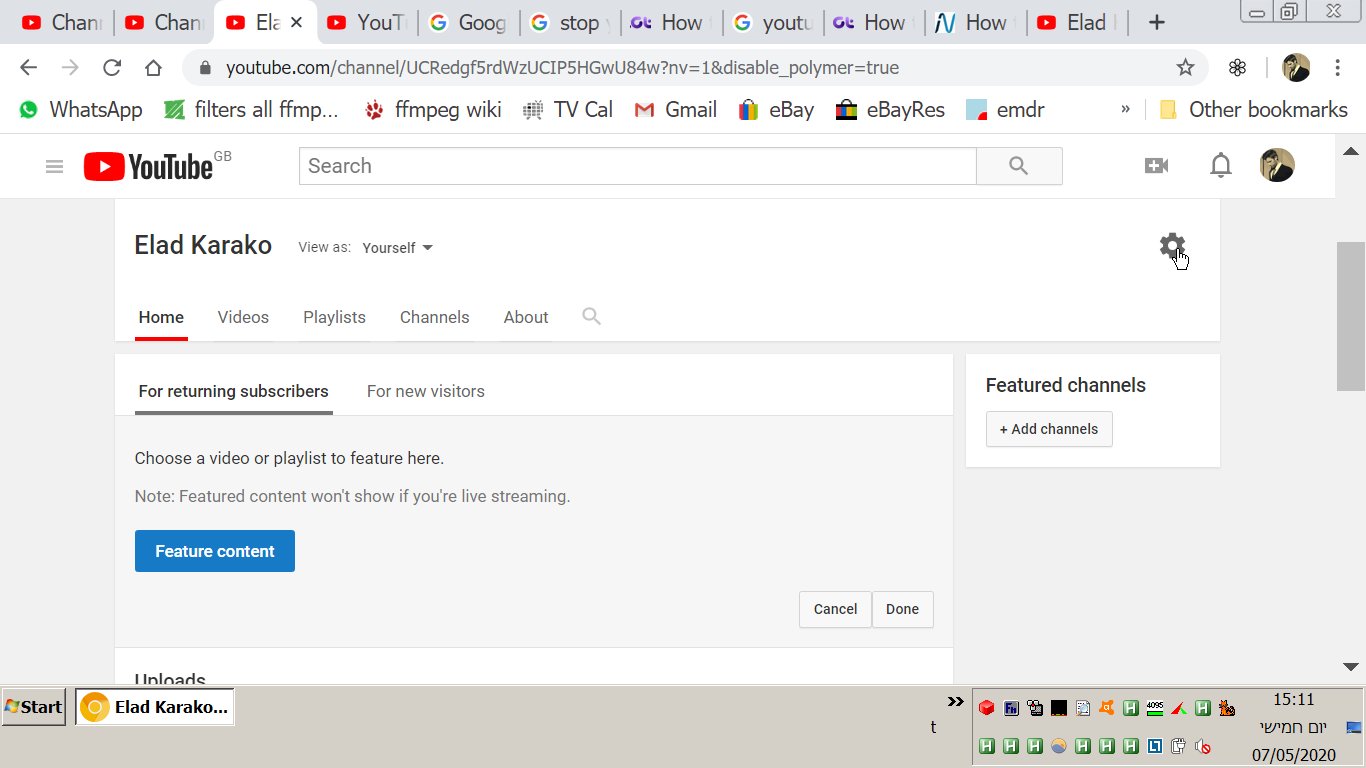 Chann Chann Ela YouTu Goog stop y How t youtu How t How t Elad K
youtube.com/channel/UCRedgf5rdWzUCIP5HGwU84w?nv=1&disable_polymer=true
WhatsApp filters all ffmp... ffmpeg wiki TV Cal Gmail eBay eBayRes emdr » Other bookmarks
YouTube GB Search
Elad Karako View as: Yourself
Home Videos Playlists Channels About
For returning subscribers For new visitors
Featured channels
+ Add channels
Choose a video or playlist to feature here.
Note: Featured content won't show if you're live streaming.
Feature content
Cancel Done
Uploads
Start Elad Karako... » 4095 15:11
t יום חמישי
LT 07/05/2020